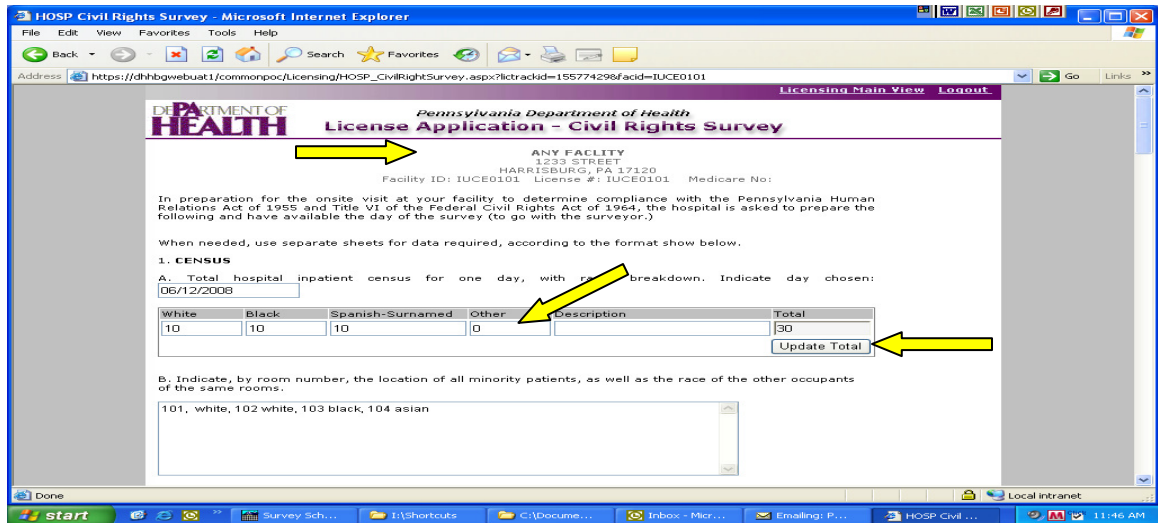 HOSP Civil Rights Survey - Microsoft Internet Explorer
File Edit View Favorites Tools Help
Back Search Favorites
Address https://dhhbgwebuat1/commonpoc/Licensing/HOSP_CivilRightSurvey.aspx?lictrackid=155774298&facid=IUCE0101 Go Links »
Licensing Main View Logout
DEPARTMENT OF
HEALTH
Pennsylvania Department of Health
License Application - Civil Rights Survey
ANY FACLITY
1233 STREET
HARRISBURG, PA 17120
Facility ID: IUCE0101 License #: IUCE0101 Medicare No:
In preparation for the onsite visit at your facility to determine compliance with the Pennsylvania Human
Relations Act of 1955 and Title VI of the Federal Civil Rights Act of 1964, the hospital is asked to prepare the
following and have available the day of the survey (to go with the surveyor.)
When needed, use separate sheets for data required, according to the format show below.
1. CENSUS
A. Total hospital inpatient census for one day, with breakdown. Indicate day chosen:
06/12/2008
White Black Spanish-Surnamed Other Description Total
10 10 10 0 30
Update Total
B. Indicate, by room number, the location of all minority patients, as well as the race of the other occupants
of the same rooms.
101, white, 102 white, 103 black, 104 asian
Done Local intranet
start » Survey Sch... I:\Shortcuts C:\Docume... Inbox - Micr... Emailing: P... HOSP Civil ... 11:46 AM